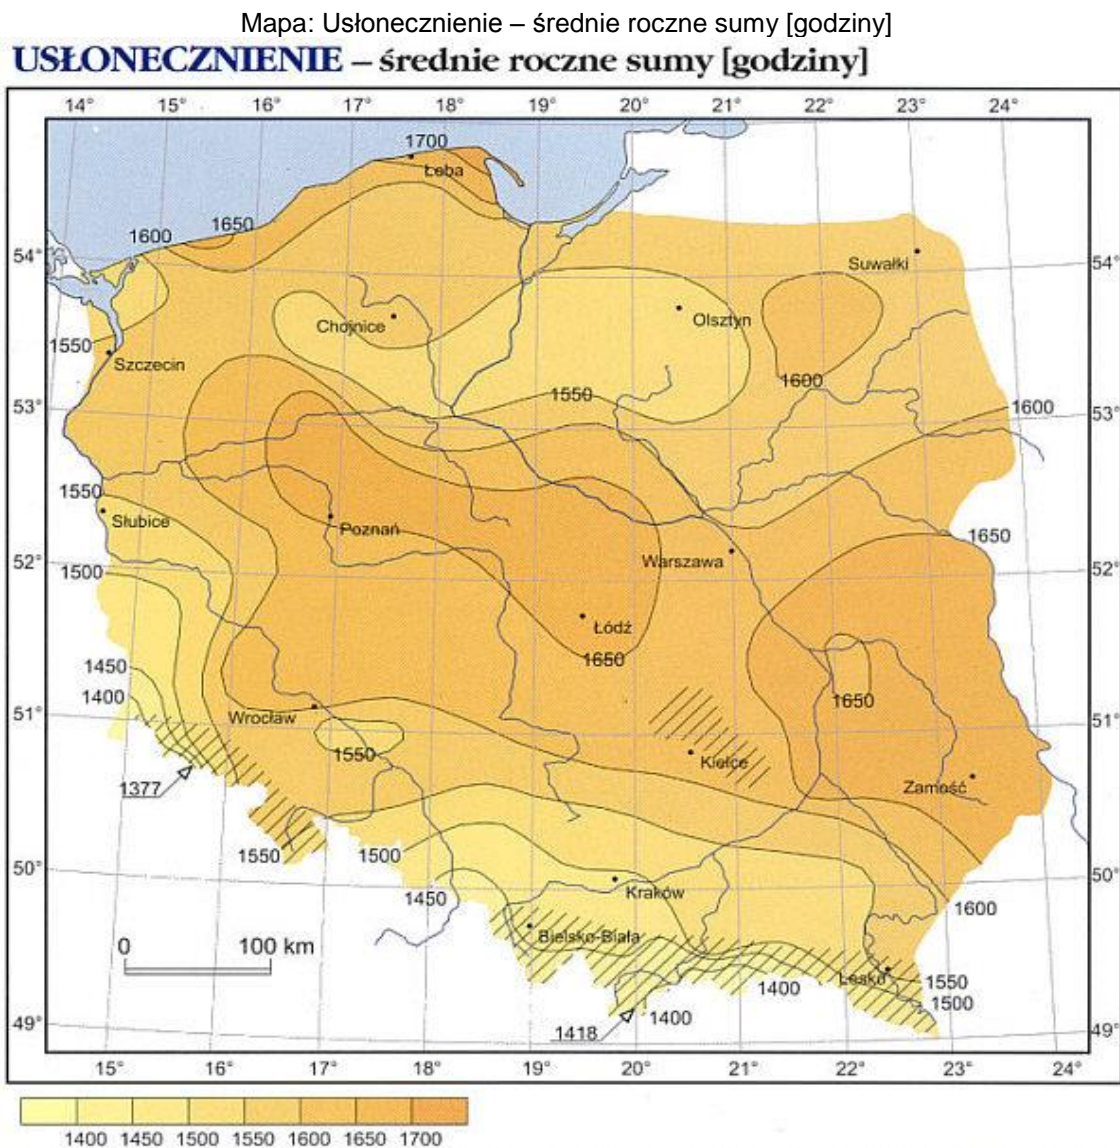 Mapa: Usłonecznienie – średnie roczne sumy [godziny]
USŁONECZNIENIE – średnie roczne sumy [godziny]
14° 15° 16° 17° 18° 19° 20° 21° 22° 23° 24°
1700
Łeba
1650
1600
54°
54°
Suwałki
Chojnice
Olsztyn
1550
Szczecin
1600
1550
53°
53°
1600
1550
Słubice
Poznań
1650
Warszawa
52°
52°
1500
Łódź
1650
1450
1400
1650
51°
51°
Wrocław
1550
Kielce
1377
Zamość
1550
1500
50°
50°
Kraków
1450
1600
Bielsko-Biała
0 100 km
Lesko
1550
1400
1500
49°
49°
1418
1400
15° 16° 17° 18° 19° 20° 21° 22° 23° 24°
1400 1450 1500 1550 1600 1650 1700